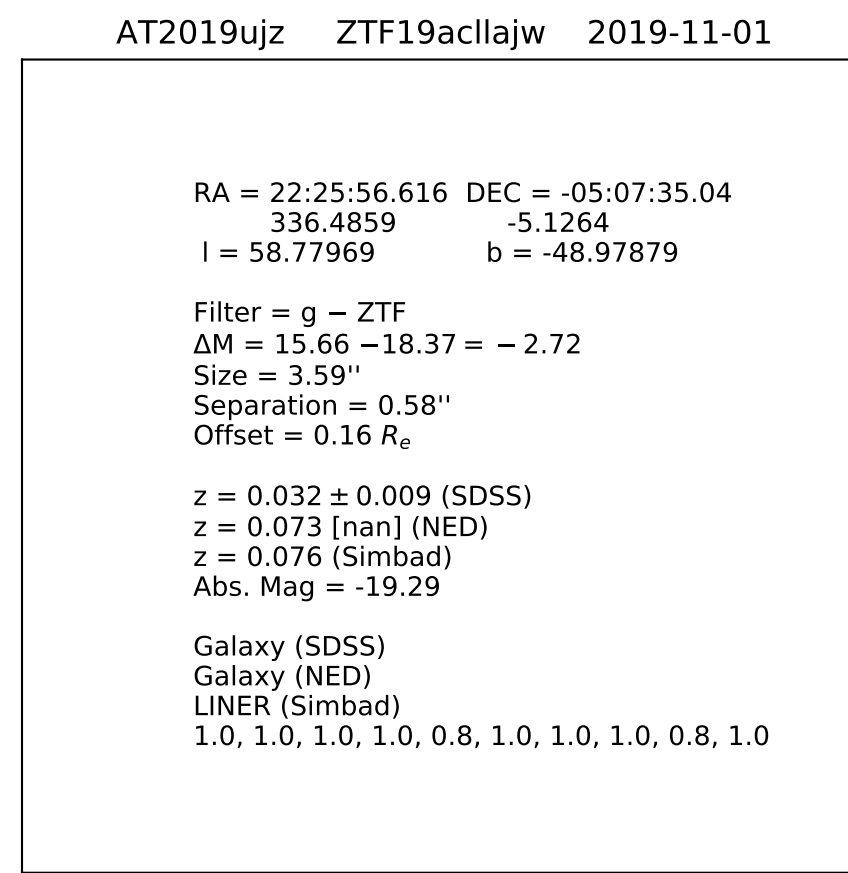 AT2019ujz ZTF19acllajw 2019-11-01
RA = 22:25:56.616 DEC = -05:07:35.04
336.4859 -5.1264
l = 58.77969 b = -48.97879
Filter = g − ZTF
ΔM = 15.66 −18.37 = −2.72
Size = 3.59''
Separation = 0.58''
Offset = 0.16 Re
z = 0.032 ± 0.009 (SDSS)
z = 0.073 [nan] (NED)
z = 0.076 (Simbad)
Abs. Mag = -19.29
Galaxy (SDSS)
Galaxy (NED)
LINER (Simbad)
1.0, 1.0, 1.0, 1.0, 0.8, 1.0, 1.0, 1.0, 0.8, 1.0